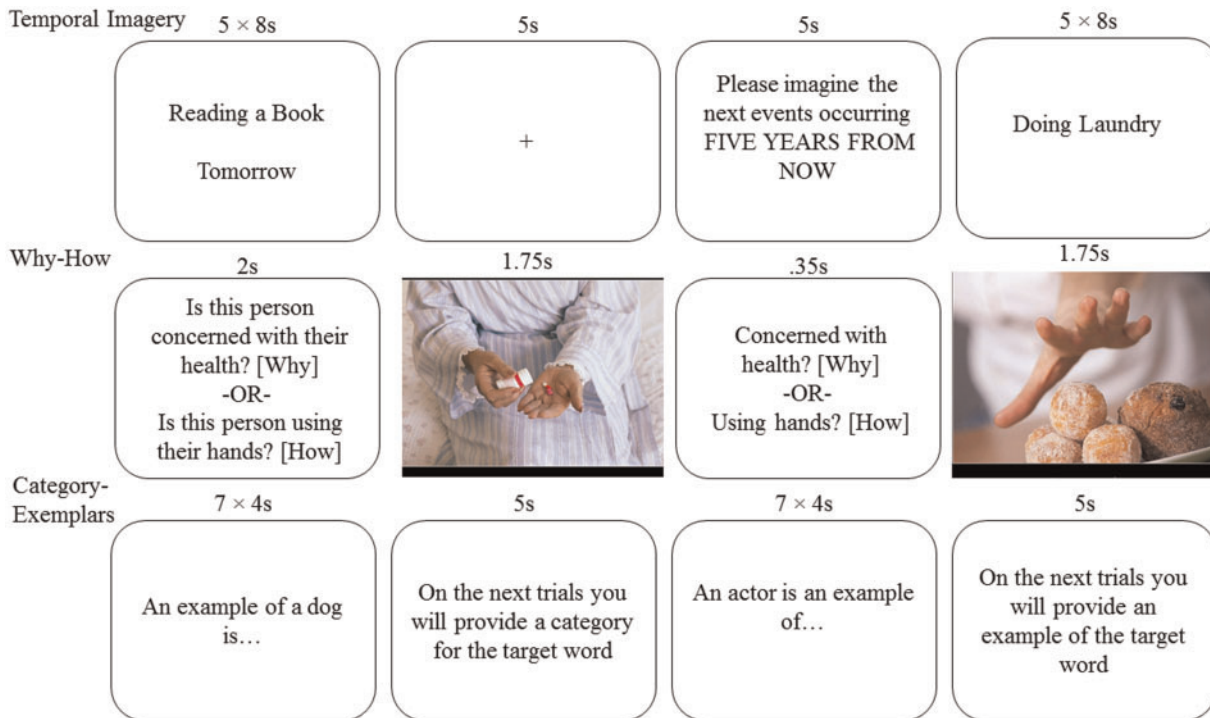 Temporal Imagery
5 × 8s
5s
5s
5 × 8s
Reading a Book
Tomorrow
+
Please imagine the
next events occurring
FIVE YEARS FROM
NOW
Doing Laundry
Why-How
2s
1.75s
.35s
1.75s
Is this person
concerned with their
health? [Why]
-OR-
Is this person using
their hands? [How]
Concerned with
health? [Why]
-OR-
Using hands? [How]
Category-
Exemplars
7 × 4s
5s
7 × 4s
5s
An example of a dog
is…
On the next trials you
will provide a category
for the target word
An actor is an example
of…
On the next trials you
will provide an
example of the target
word